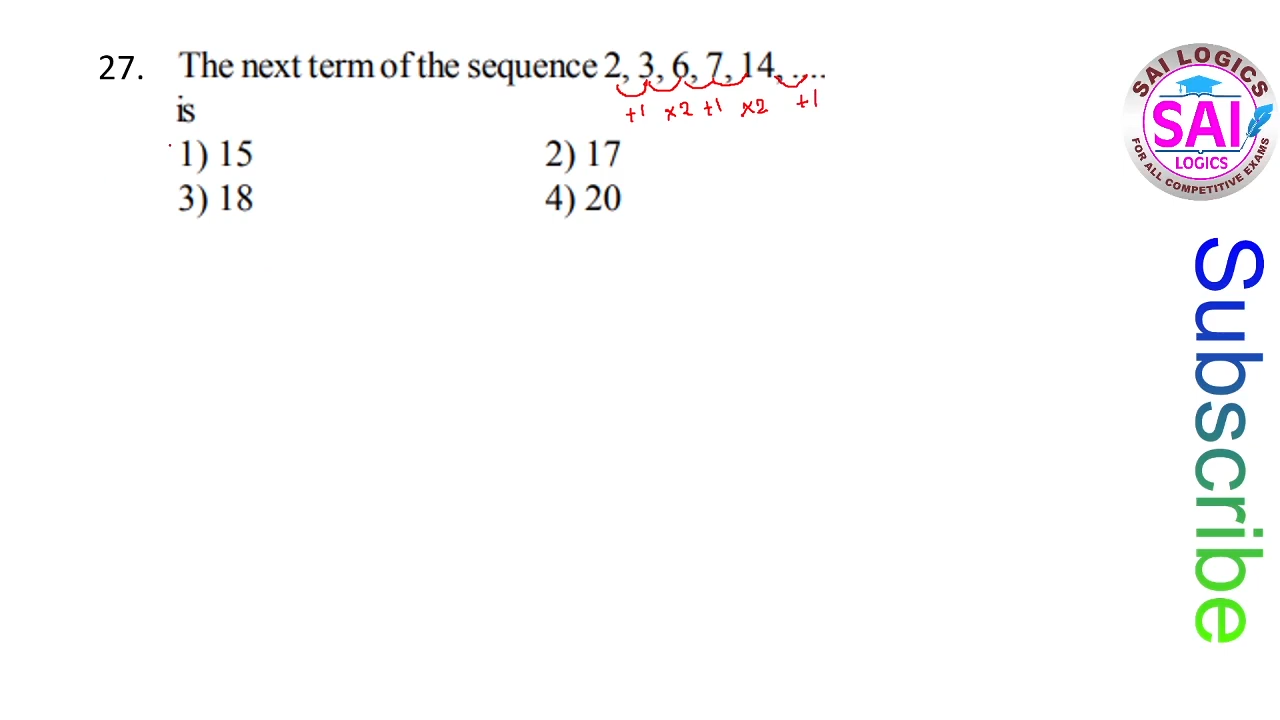 27. The next term of the sequence 2, 3, 6, 7, 14, .....
+1 ×2 +1 ×2 +1
is
1) 15 2) 17
3) 18 4) 20
SAI LOGICS
SAI
LOGICS
FOR ALL COMPETITIVE EXAMS
Subscribe